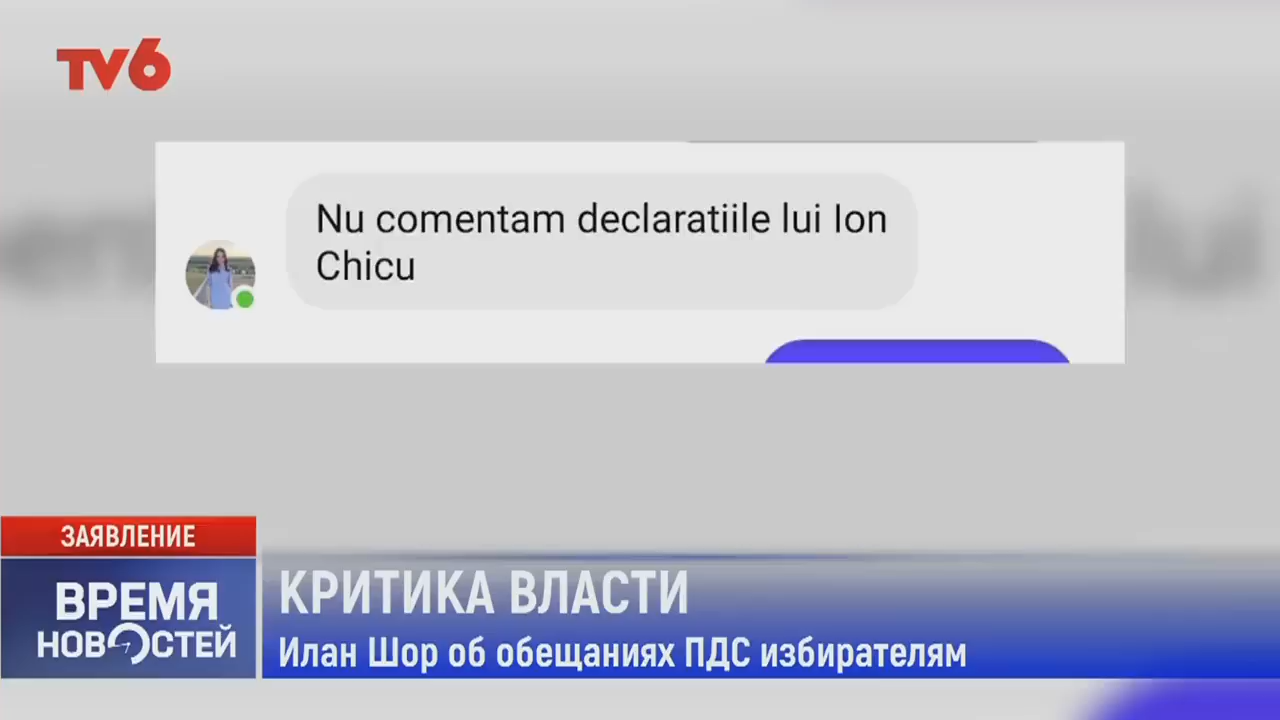 TV6
Nu comentam declaratiile lui Ion
Chicu
ЗАЯВЛЕНИЕ
ВРЕМЯ
НОВОСТЕЙ
КРИТИКА ВЛАСТИ
Илан Шор об обещаниях ПДС избирателям